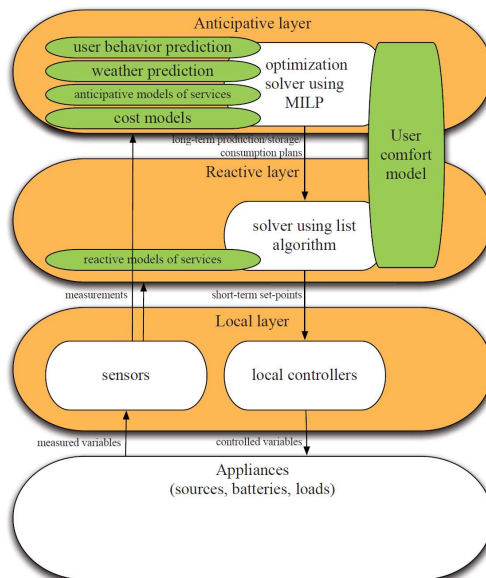 Anticipative layer
user behavior prediction
weather prediction
anticipative models of services
cost models
optimization
solver using
MILP
User
comfort
model
long-term production/storage/
consumption plans
Reactive layer
solver using list
algorithm
reactive models of services
measurements
short-term set-points
Local layer
sensors
local controllers
measured variables
controlled variables
Appliances
(sources, batteries, loads)